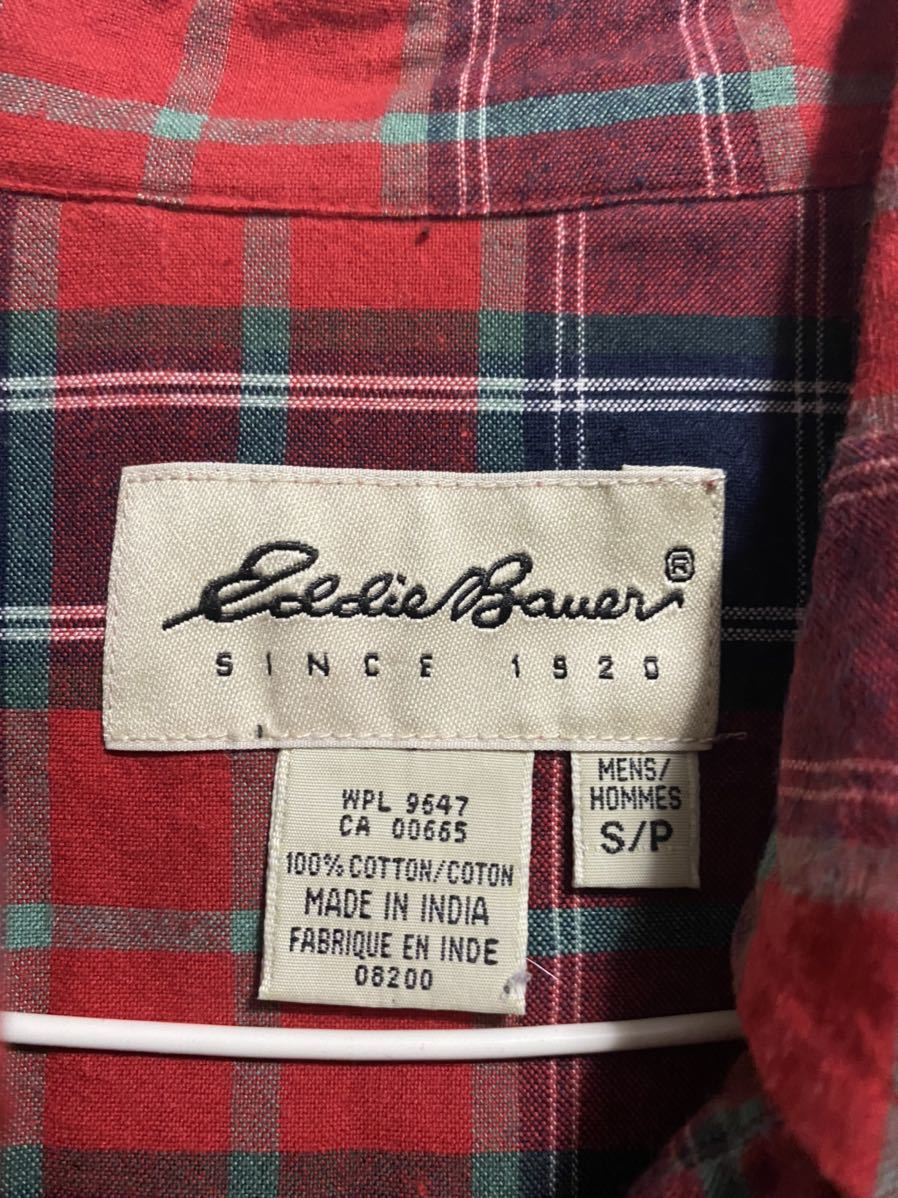 Eddie Bauer®
SINCE 1920
WPL 9647
CA 00665
100% COTTON/COTON
MADE IN INDIA
FABRIQUE EN INDE
08200
MENS/
HOMMES
S/P